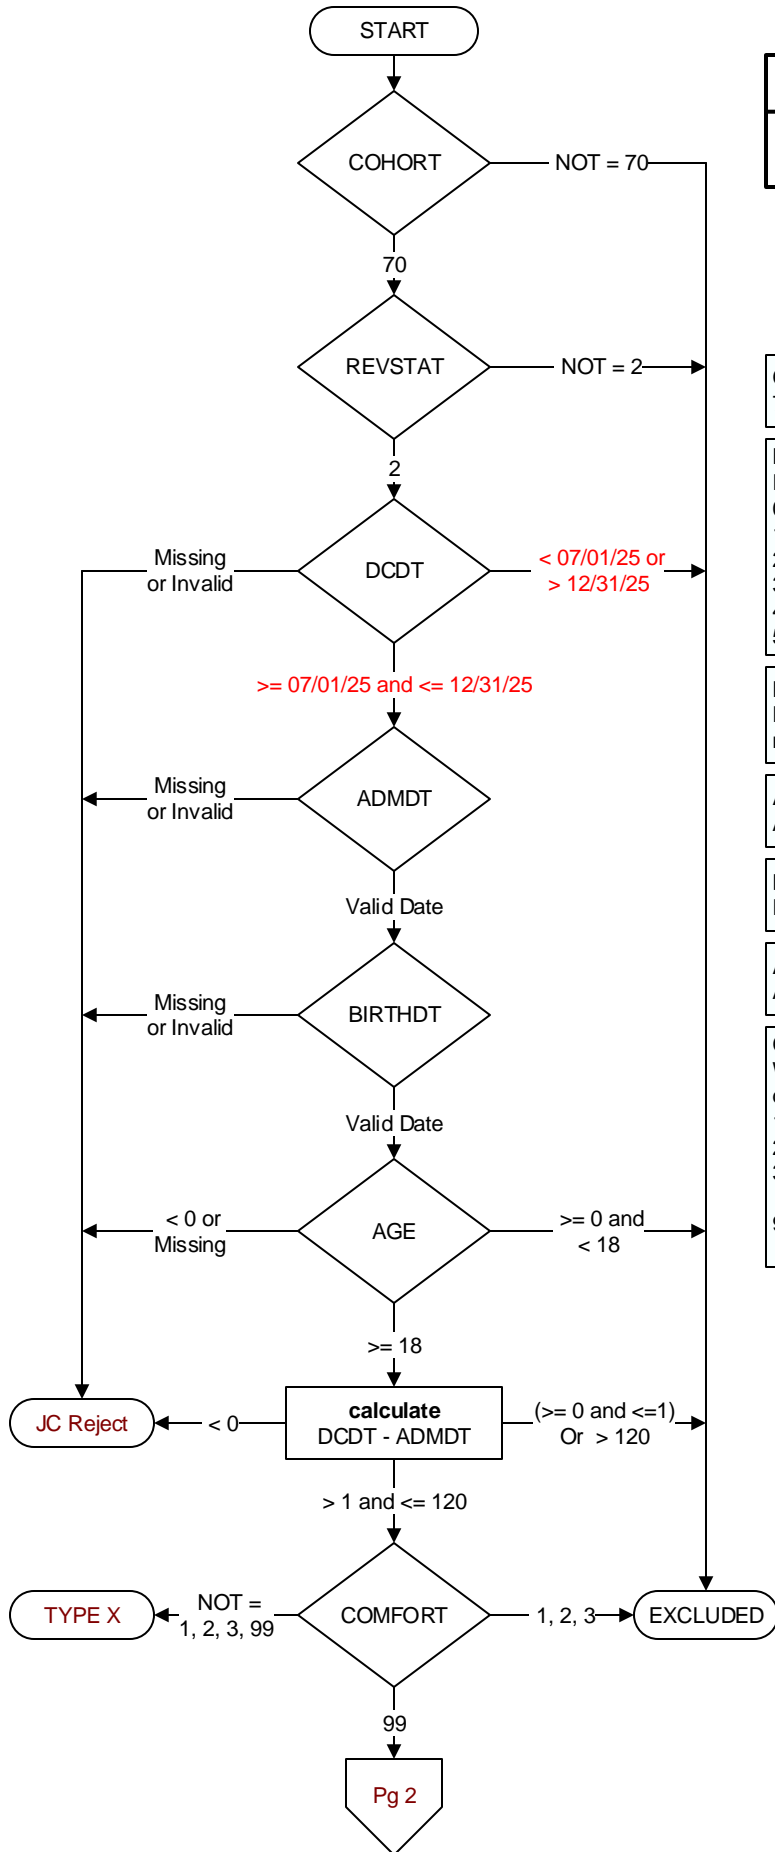 START
COHORT
NOT = 70
70
REVSTAT
NOT = 2
2
Missing
or Invalid
DCDT
< 07/01/25 or
> 12/31/25
>= 07/01/25 and <= 12/31/25
Missing
or Invalid
ADMDT
Valid Date
Missing
or Invalid
BIRTHDT
Valid Date
< 0 or
Missing
AGE
>= 0 and
< 18
>= 18
JC Reject
< 0
calculate
DCDT - ADMDT
(>= 0 and <=1)
Or > 120
> 1 and <= 120
TYPE X
NOT =
1, 2, 3, 99
COMFORT
1, 2, 3
EXCLUDED
99
Pg 2